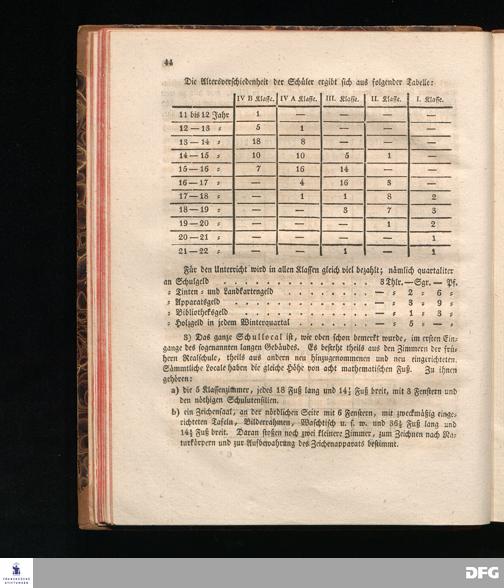 44
Die Altersverschiedenheit der Schüler ergibt sich aus folgender Tabelle:
IV B Klasse. IV A Klasse. III. Klasse. II. Klasse. I. Klasse.
11 bis 12 Jahr 1 — — — —
12 — 13 = 5 1 — — —
13 — 14 = 18 8 — — —
14 — 15 = 10 10 5 1 —
15 — 16 = 7 16 14 — —
16 — 17 = — 4 16 8 —
17 — 18 = — 1 1 8 2
18 — 19 = — — 3 7 3
19 — 20 = — — — 1 2
20 — 21 = — — — — 1
21 — 22 = — — 1 — 1
Für den Unterricht wird in allen Klassen gleich viel bezahlt; nämlich quartaliter
an Schulgeld . . . . . . . . . . . . 3 Thlr. — Sgr. — Pf.
= Tinten = und Landkartengeld . . . . . . . — = 2 = 6 =
= Apparatsgeld . . . . . . . . . . . — = 3 = 9 =
= Bibliotheksgeld . . . . . . . . . . — = 1 = 3 =
= Holzgeld in jedem Winterquartal . . . . . . — = 5 = — =
3) Das ganze Schullocal ist, wie oben schon bemerkt wurde, im ersten Ein=
gange des sogenannten langen Gebäudes. Es besteht theils aus den Zimmern der frü=
hern Realschule, theils aus andern neu hinzugenommenen und neu eingerichteten.
Sämmtliche Locale haben die gleiche Höhe von acht mathematischen Fuß. Zu ihnen
gehören:
a) die 5 Klassenzimmer, jedes 18 Fuß lang und 14½ Fuß breit, mit 3 Fenstern und
den nöthigen Schulutensilien.
b) ein Zeichensaal, an der nördlichen Seite mit 6 Fenstern, mit zweckmäßig einge=
richteten Tafeln, Bilderrahmen, Waschtisch u. s. w. und 36½ Fuß lang und
14½ Fuß breit. Daran stoßen noch zwei kleinere Zimmer, zum Zeichnen nach Na=
turkörpern und zur Aufbewahrung des Zeichenapparats bestimmt.
FRANCKESCHE
STIFTUNGEN
DFG